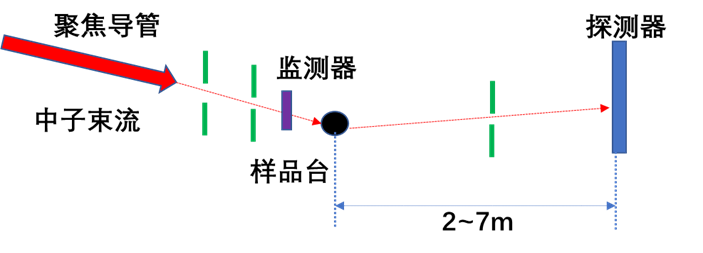 聚焦导管
探测器
监测器
中子束流
样品台
2~7m